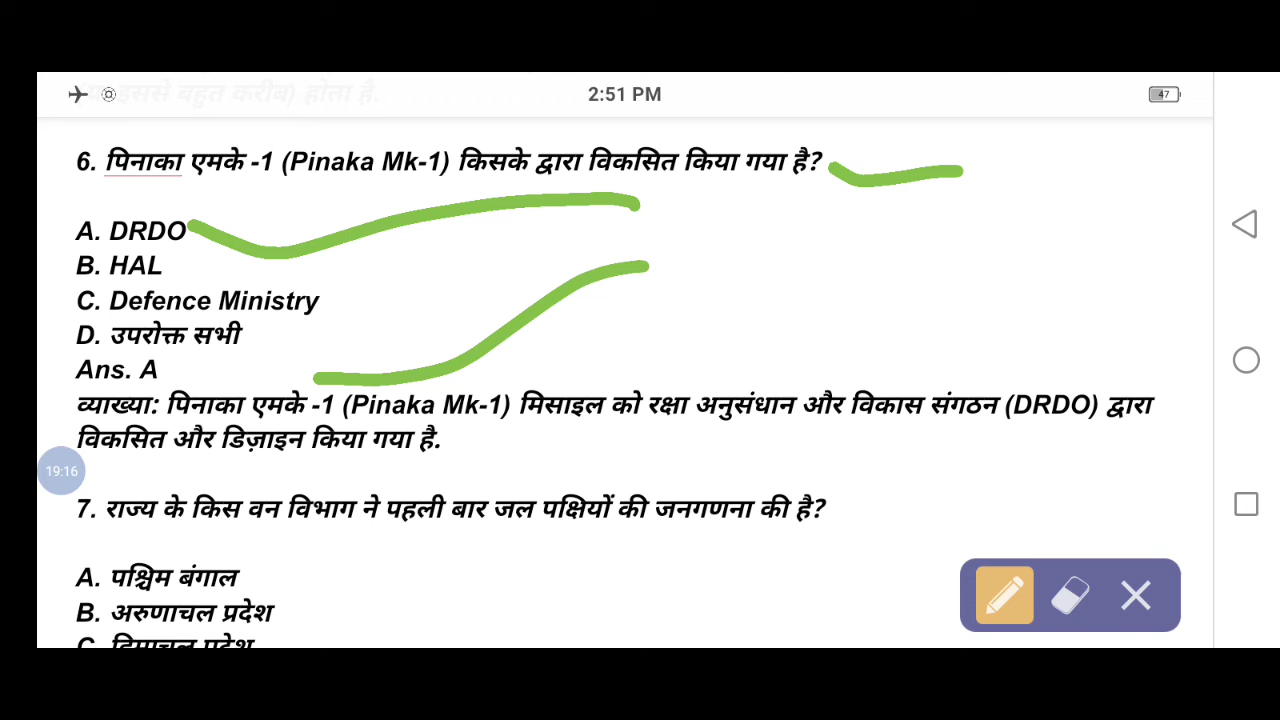 2:51 PM
47
6. पिनाका एमके -1 (Pinaka Mk-1) किसके द्वारा विकसित किया गया है?
A. DRDO
B. HAL
C. Defence Ministry
D. उपरोक्त सभी
Ans. A
व्याख्या: पिनाका एमके -1 (Pinaka Mk-1) मिसाइल को रक्षा अनुसंधान और विकास संगठन (DRDO) द्वारा
विकसित और डिज़ाइन किया गया है.
19:16
7. राज्य के किस वन विभाग ने पहली बार जल पक्षियों की जनगणना की है?
A. पश्चिम बंगाल
B. अरुणाचल प्रदेश